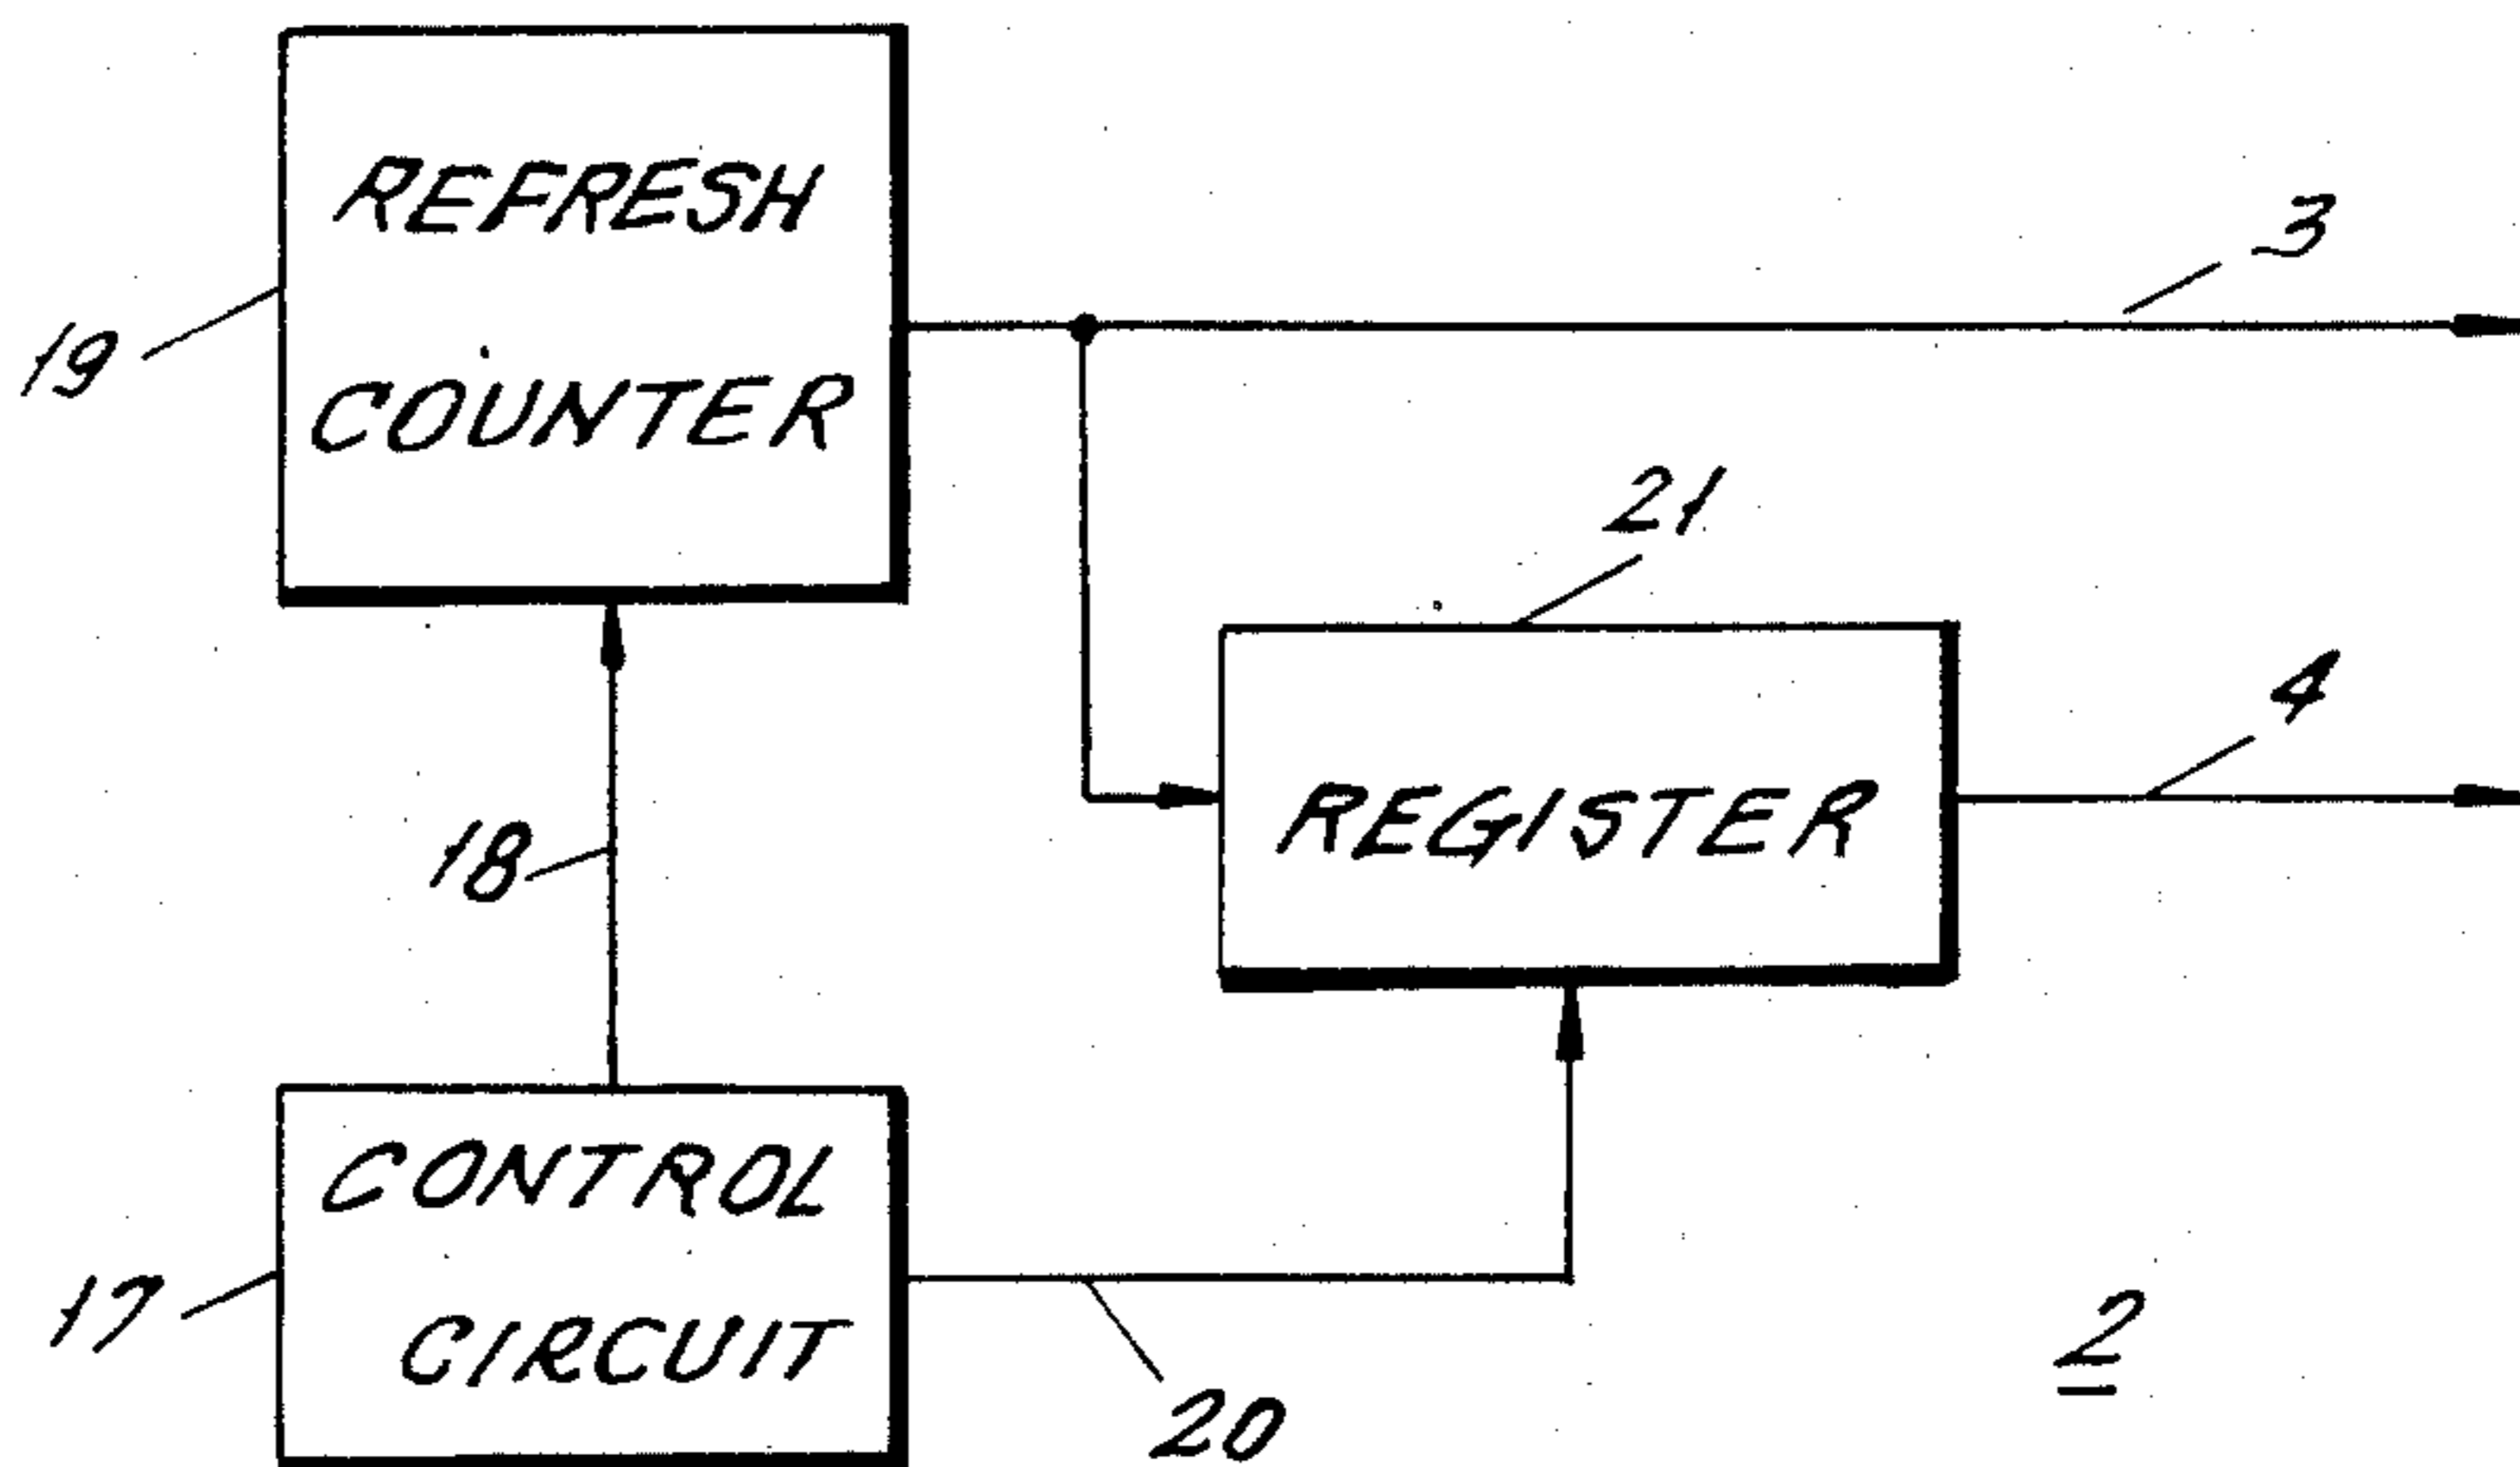 REFRESH
COUNTER
19
3
21
REGISTER
4
18
CONTROL
CIRCUIT
17
20
2